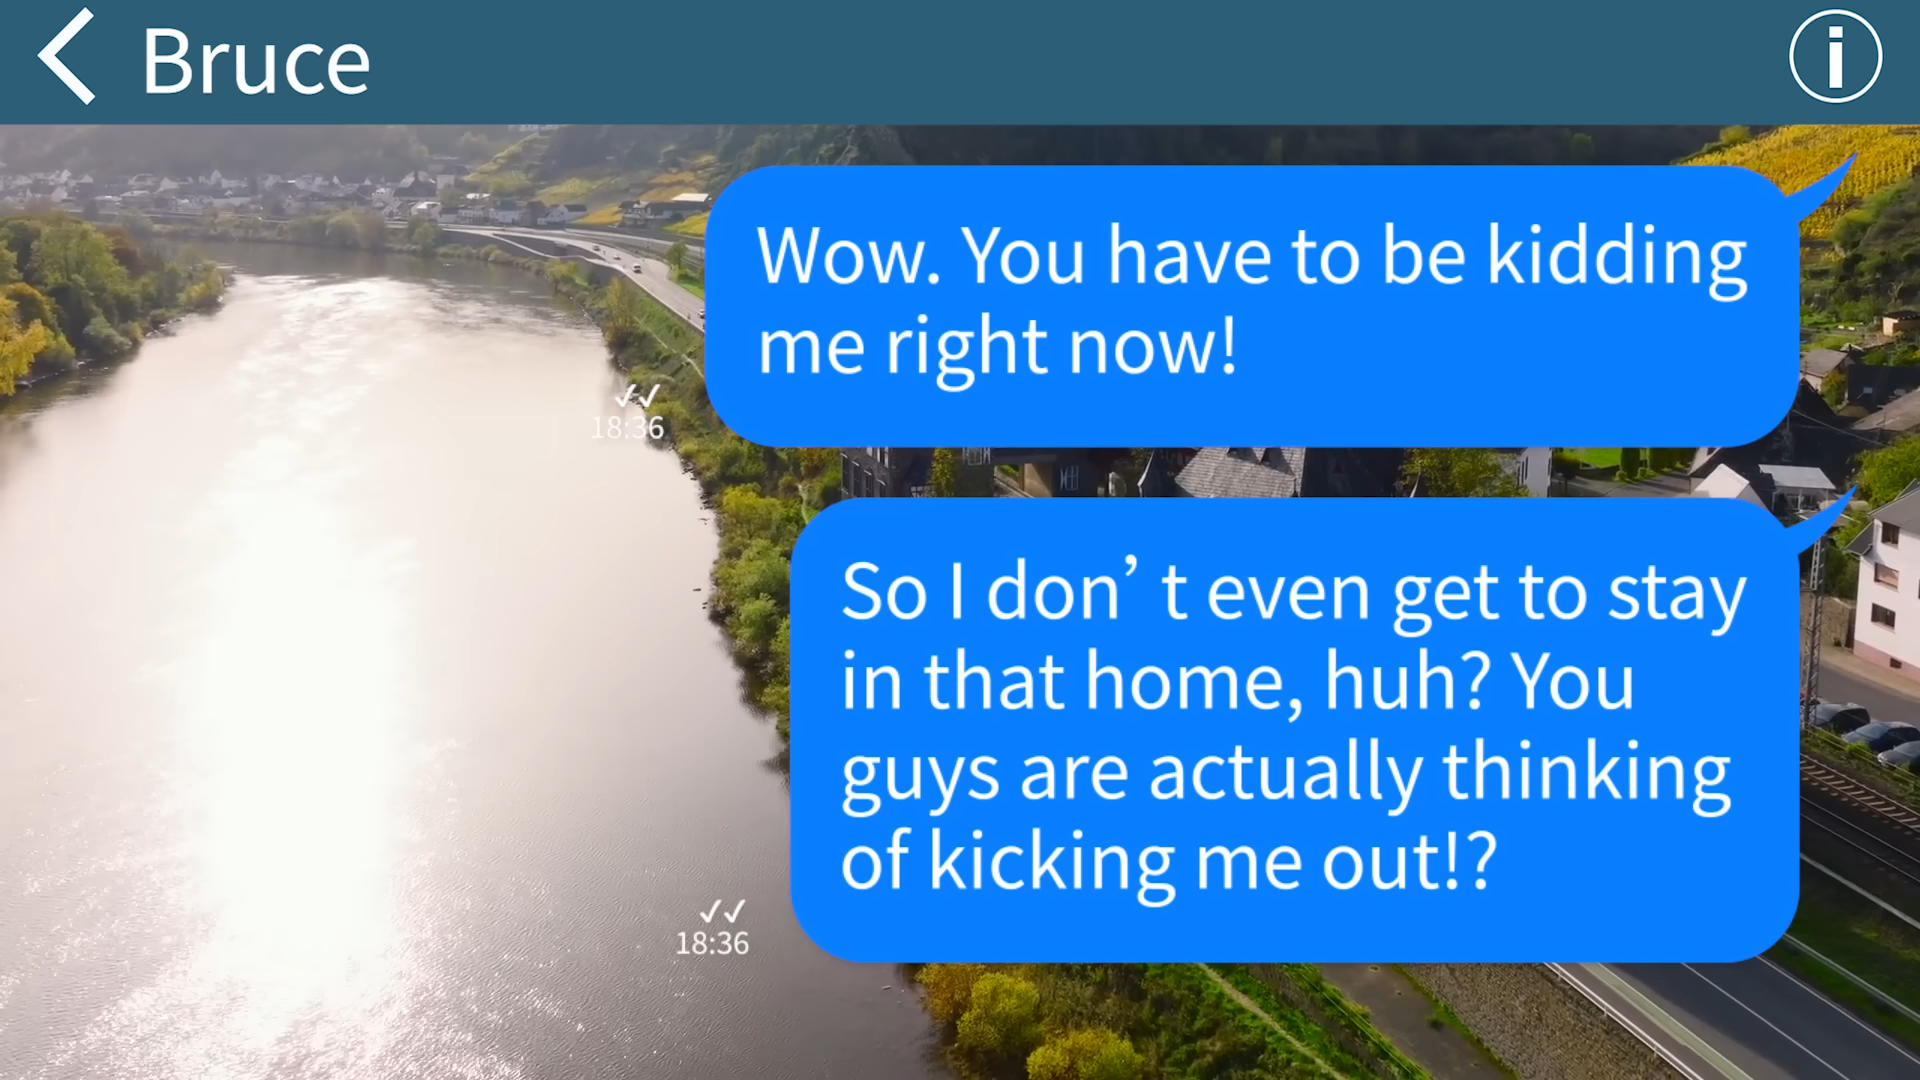 Bruce
Wow. You have to be kidding
me right now!
✓✓
18:36
So I don’t even get to stay
in that home, huh? You
guys are actually thinking
of kicking me out!?
✓✓
18:36